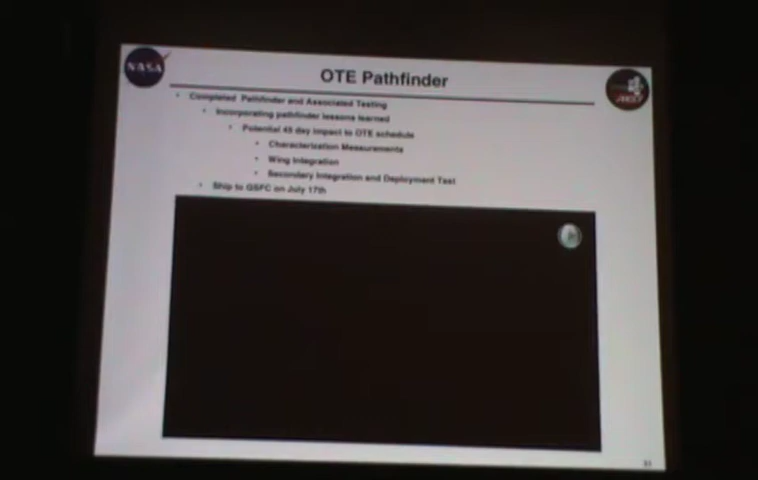 NASA
OTE Pathfinder
• Completed Pathfinder and Associated Testing
• Incorporating pathfinder lessons learned
• Potential 45 day impact to OTE schedule
• Characterization Measurements
• Wing Integration
• Secondary Integration and Deployment Test
• Ship to GSFC on July 17th